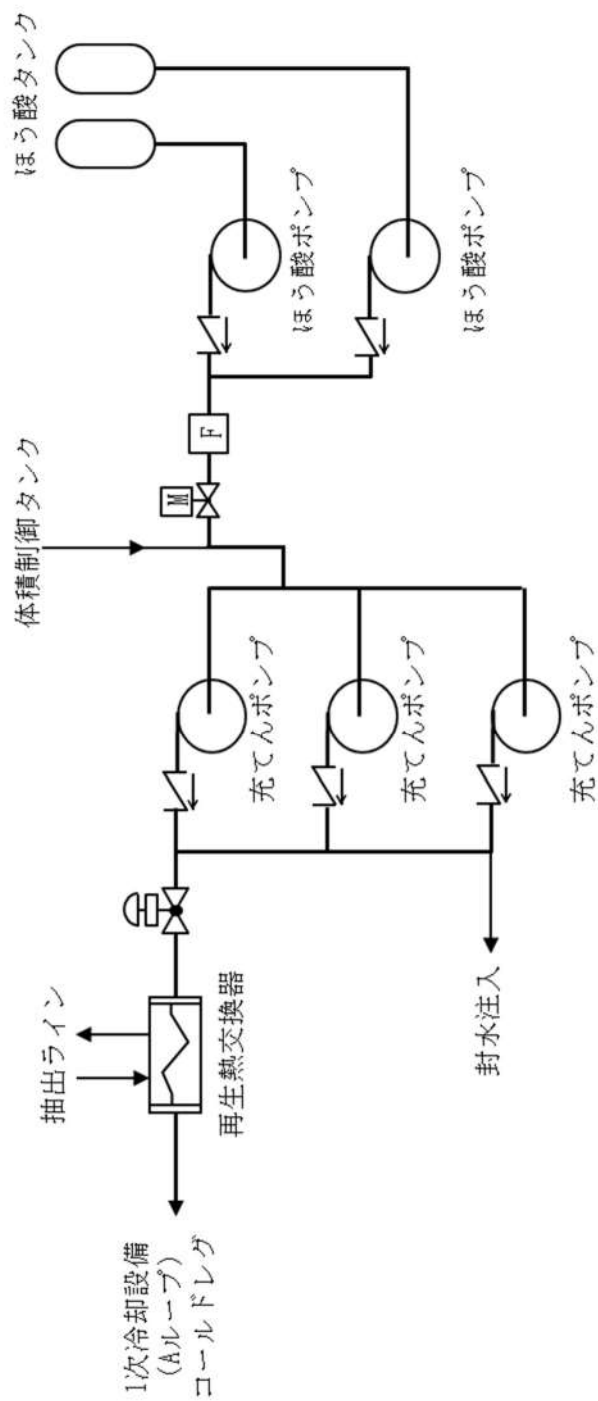 ほう酸タンク
ほう酸ポンプ
ほう酸ポンプ
F
M
体積制御タンク
充てんポンプ
充てんポンプ
充てんポンプ
抽出ライン
再生熱交換器
封水注入
1次冷却設備
(Aループ)
コールドレグ